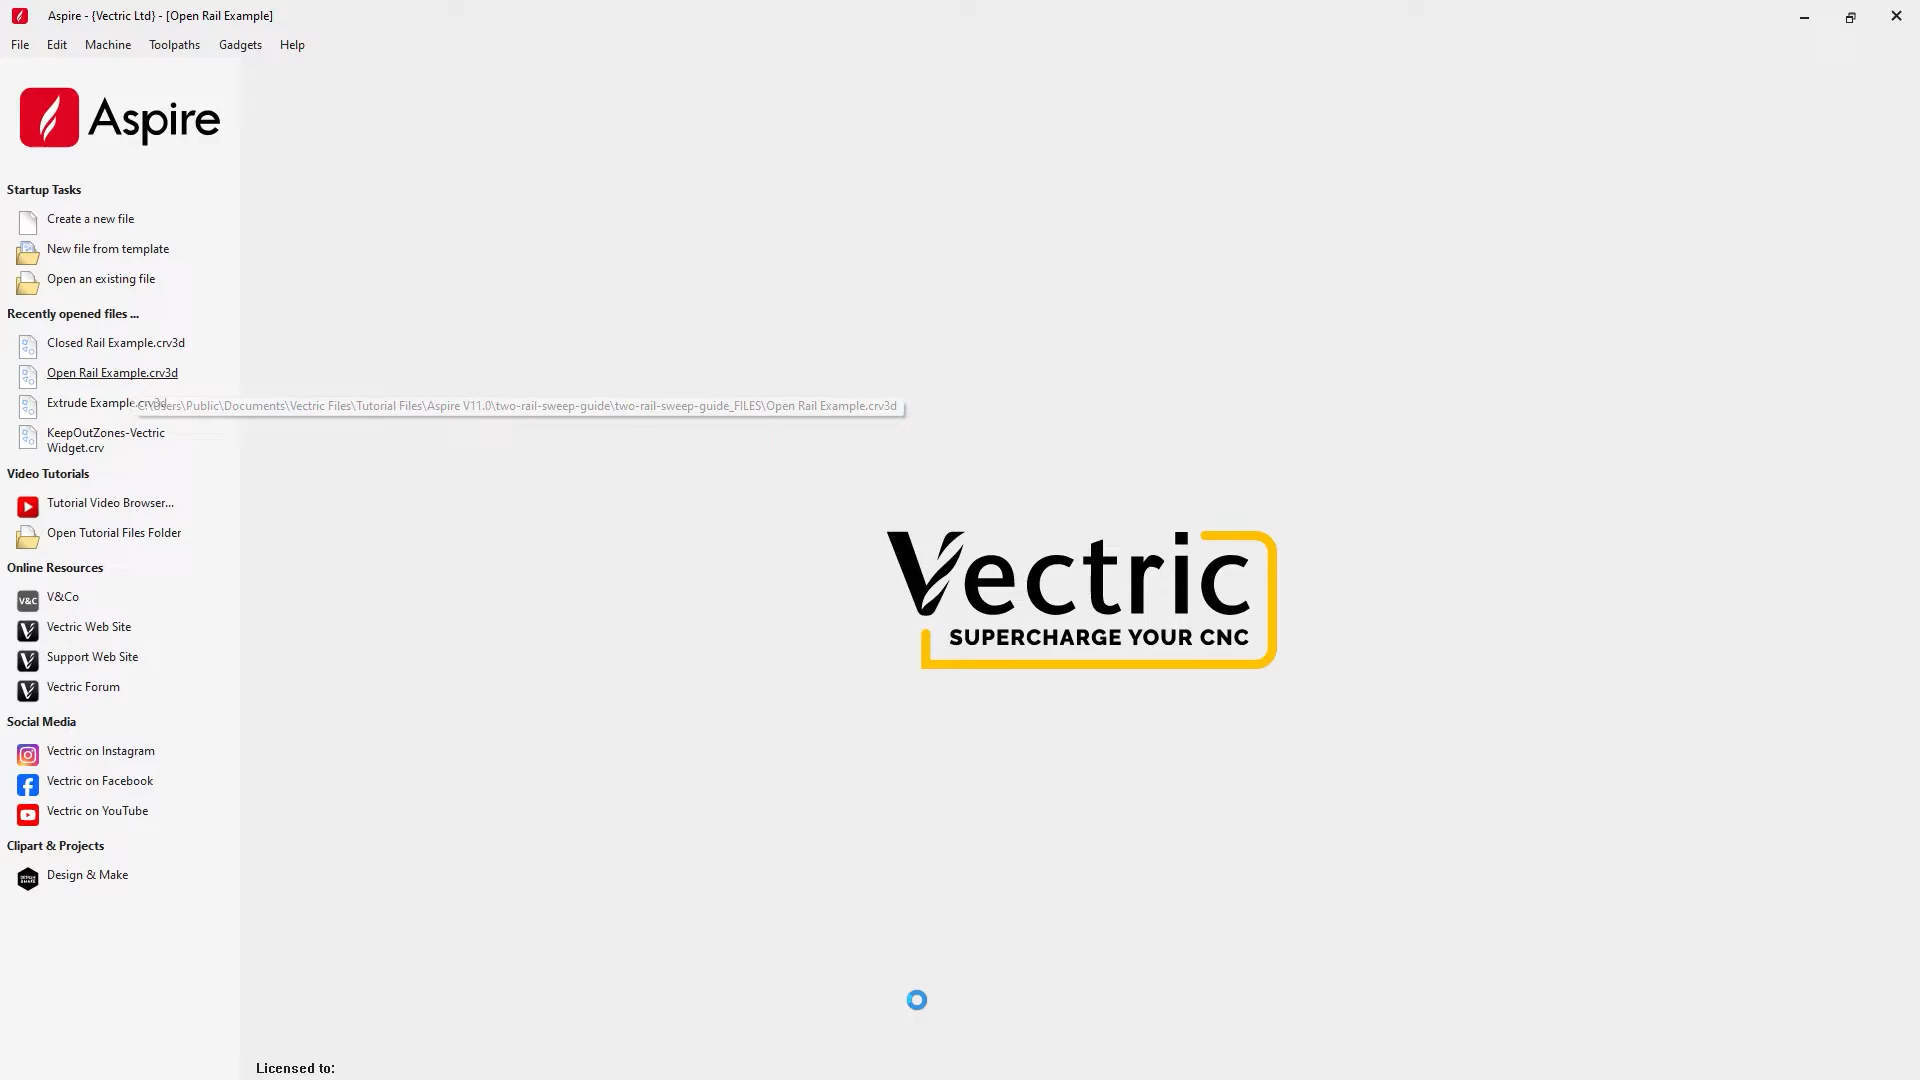 Aspire - {Vectric Ltd} - [Open Rail Example]
File Edit Machine Toolpaths Gadgets Help
Aspire
Startup Tasks
Create a new file
New file from template
Open an existing file
Recently opened files ...
Closed Rail Example.crv3d
Open Rail Example.crv3d
Extrude Example.crv3d
C:\Users\Public\Documents\Vectric Files\Tutorial Files\Aspire V11.0\two-rail-sweep-guide\two-rail-sweep-guide_FILES\Open Rail Example.crv3d
KeepOutZones-Vectric
Widget.crv
Video Tutorials
Tutorial Video Browser...
Open Tutorial Files Folder
Online Resources
V&C V&Co
Vectric Web Site
Support Web Site
Vectric Forum
Social Media
Vectric on Instagram
Vectric on Facebook
Vectric on YouTube
Clipart & Projects
Design & Make
Vectric
SUPERCHARGE YOUR CNC
Licensed to: